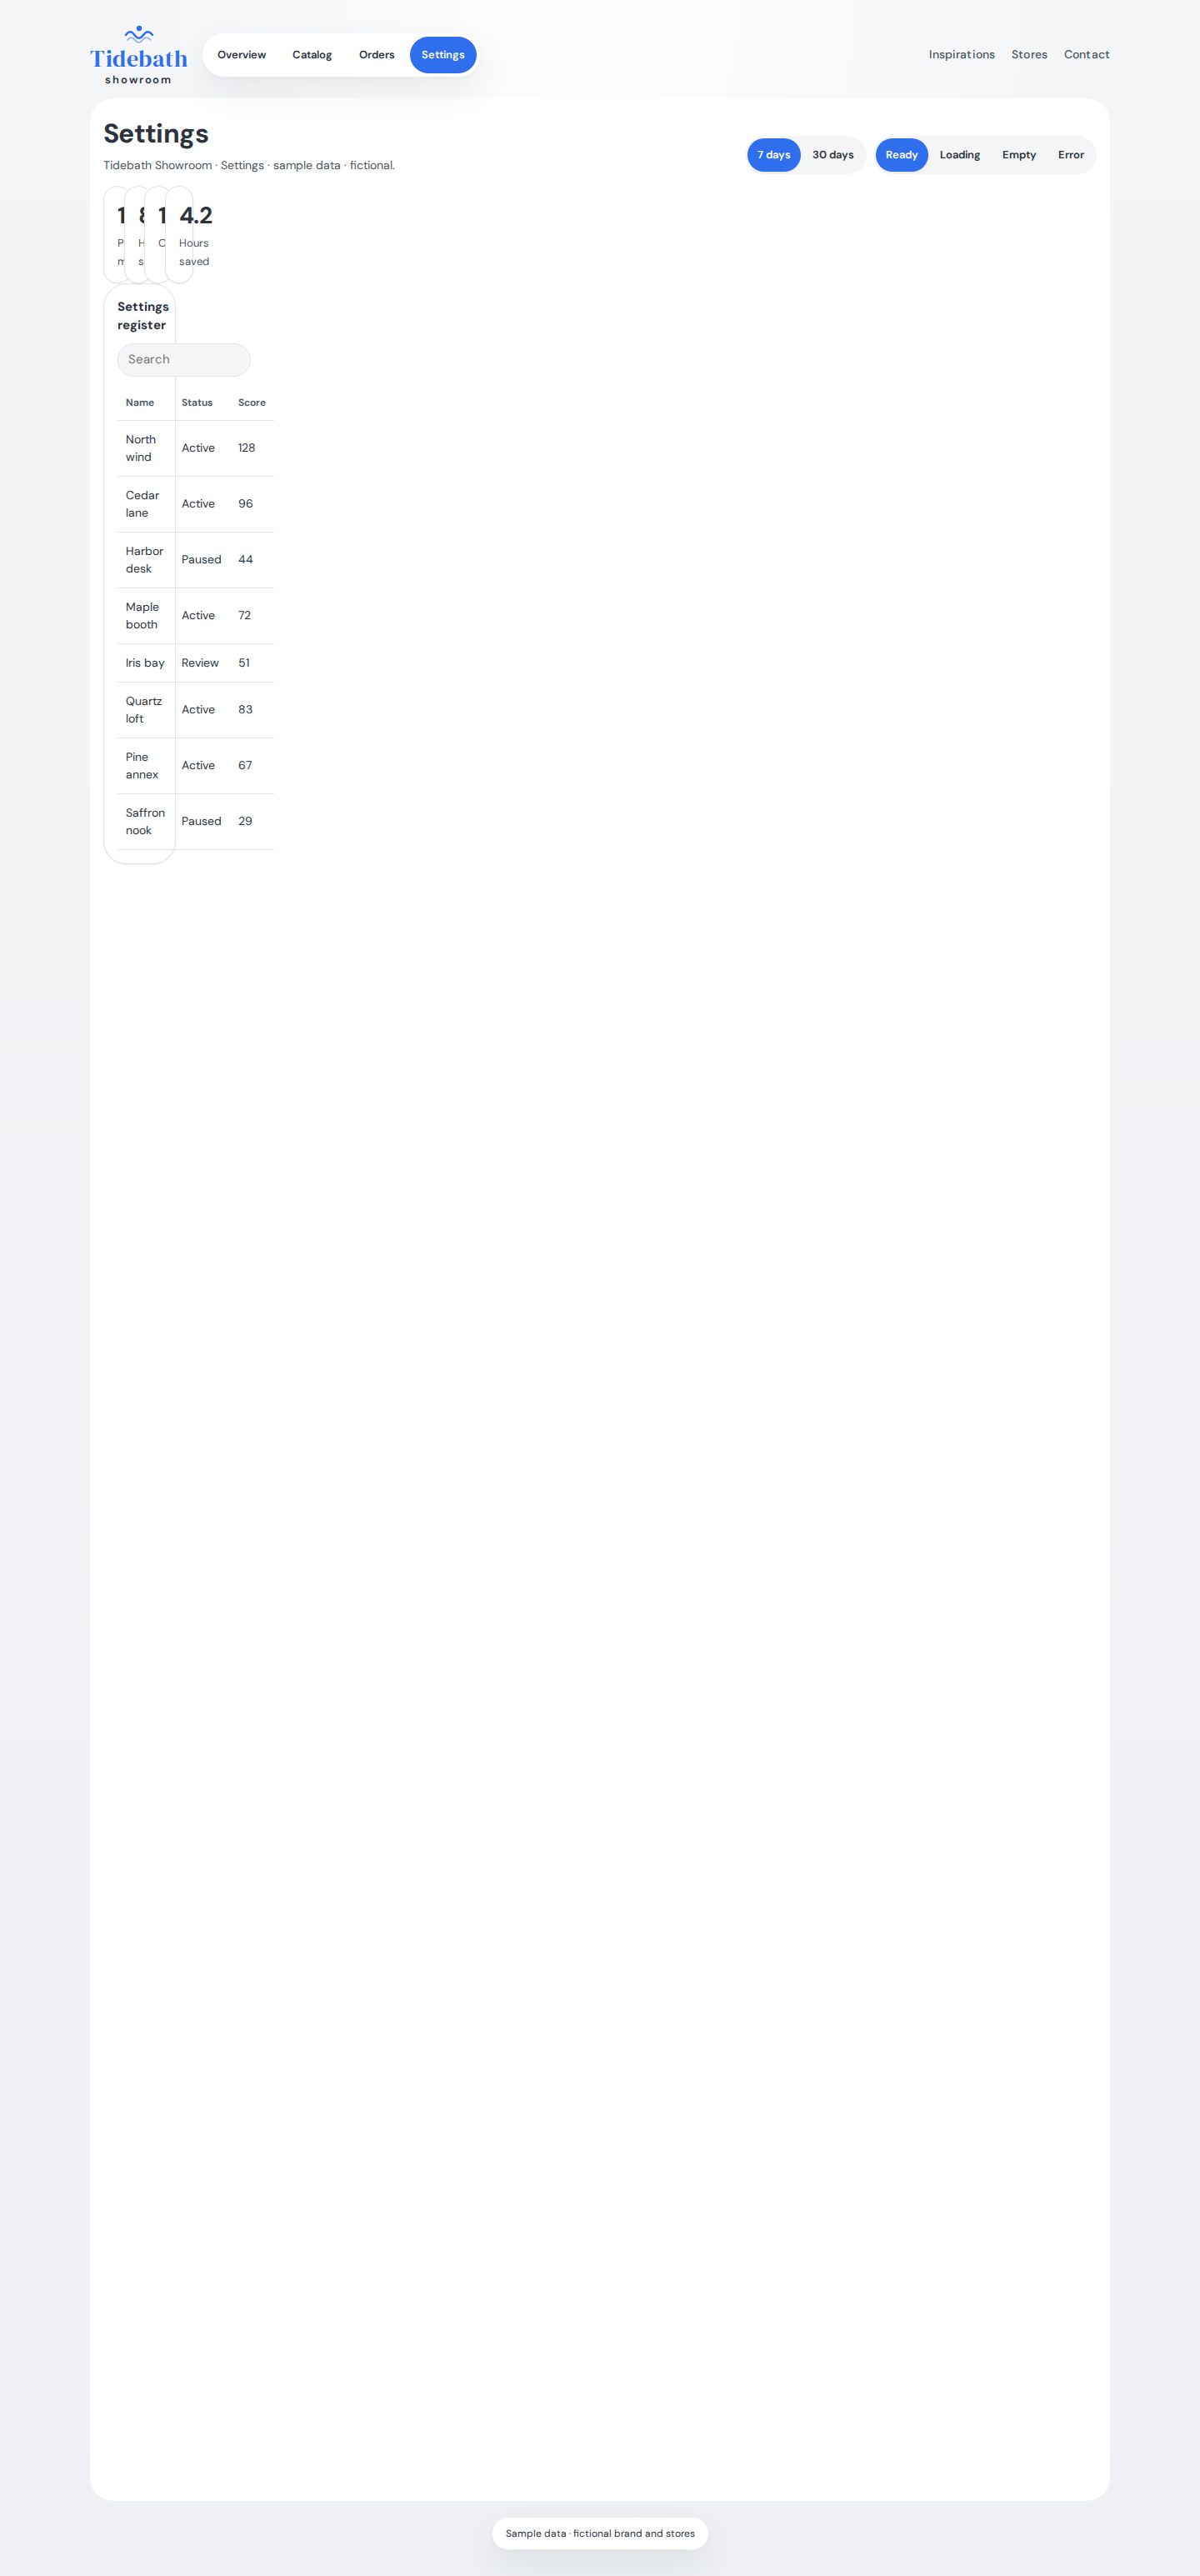 Tidebath
showroom
Overview Catalog Orders Settings
Inspirations Stores Contact
Settings
Tidebath Showroom · Settings · sample data · fictional.
7 days 30 days Ready Loading Empty Error
4.2
Hours
saved
Settings
register
Search
Name Status Score
North
wind
Active 128
Cedar
lane
Active 96
Harbor
desk
Paused 44
Maple
booth
Active 72
Iris bay Review 51
Quartz
loft
Active 83
Pine
annex
Active 67
Saffron
nook
Paused 29
Sample data · fictional brand and stores